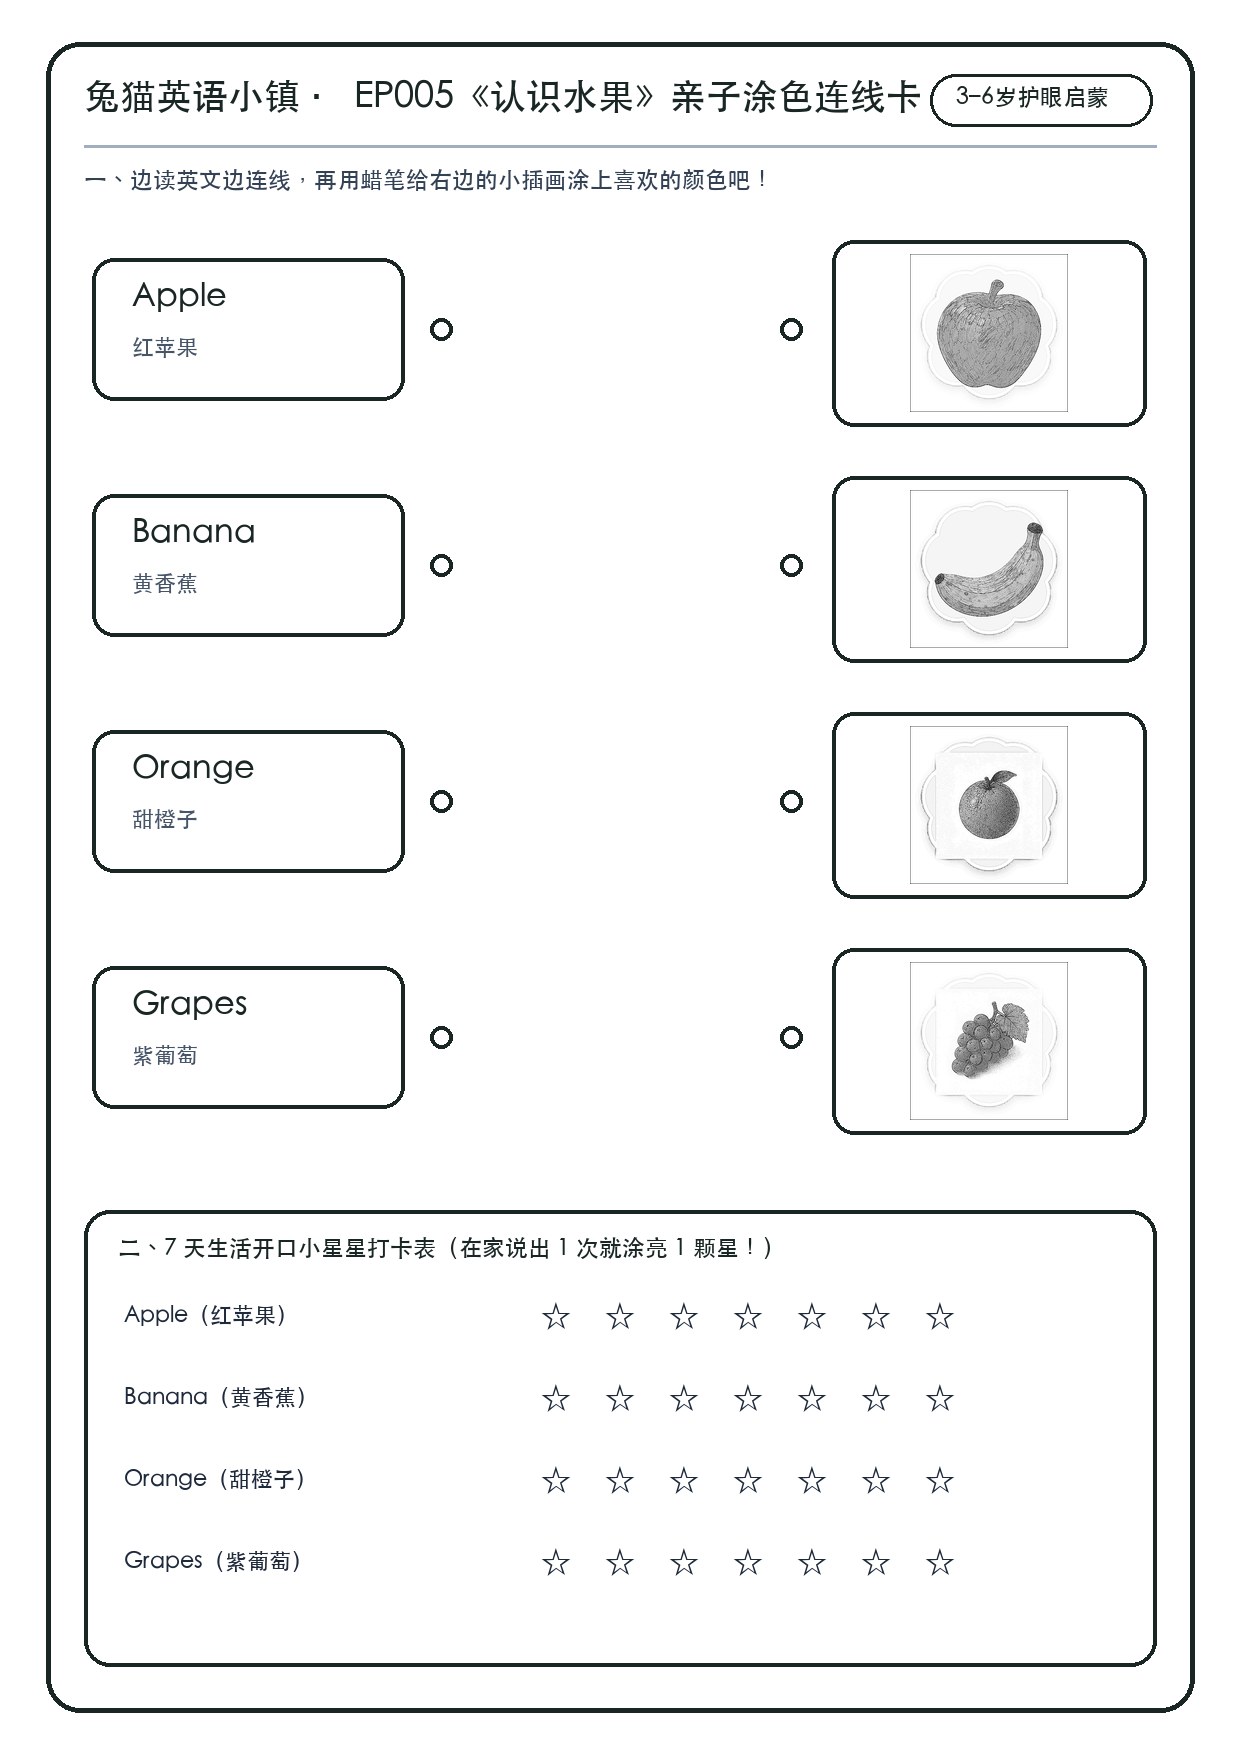 兔猫英语小镇· EP005《认识水果》亲子涂色连线卡
3-6岁护眼启蒙
一、边读英文边连线，再用蜡笔给右边的小插画涂上喜欢的颜色吧！
Apple
红苹果
Banana
黄香蕉
Orange
甜橙子
Grapes
紫葡萄
二、7 天生活开口小星星打卡表（在家说出 1 次就涂亮 1 颗星！）
Apple（红苹果） ☆ ☆ ☆ ☆ ☆ ☆ ☆
Banana（黄香蕉） ☆ ☆ ☆ ☆ ☆ ☆ ☆
Orange（甜橙子） ☆ ☆ ☆ ☆ ☆ ☆ ☆
Grapes（紫葡萄） ☆ ☆ ☆ ☆ ☆ ☆ ☆